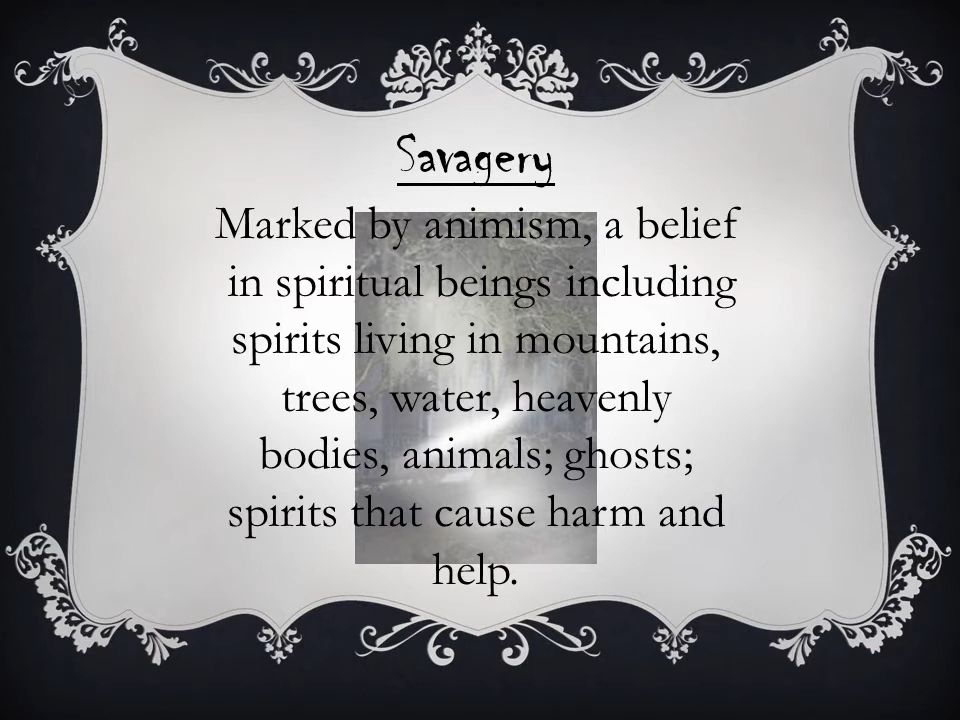 Savagery
Marked by animism, a belief
in spiritual beings including
spirits living in mountains,
trees, water, heavenly
bodies, animals; ghosts;
spirits that cause harm and
help.